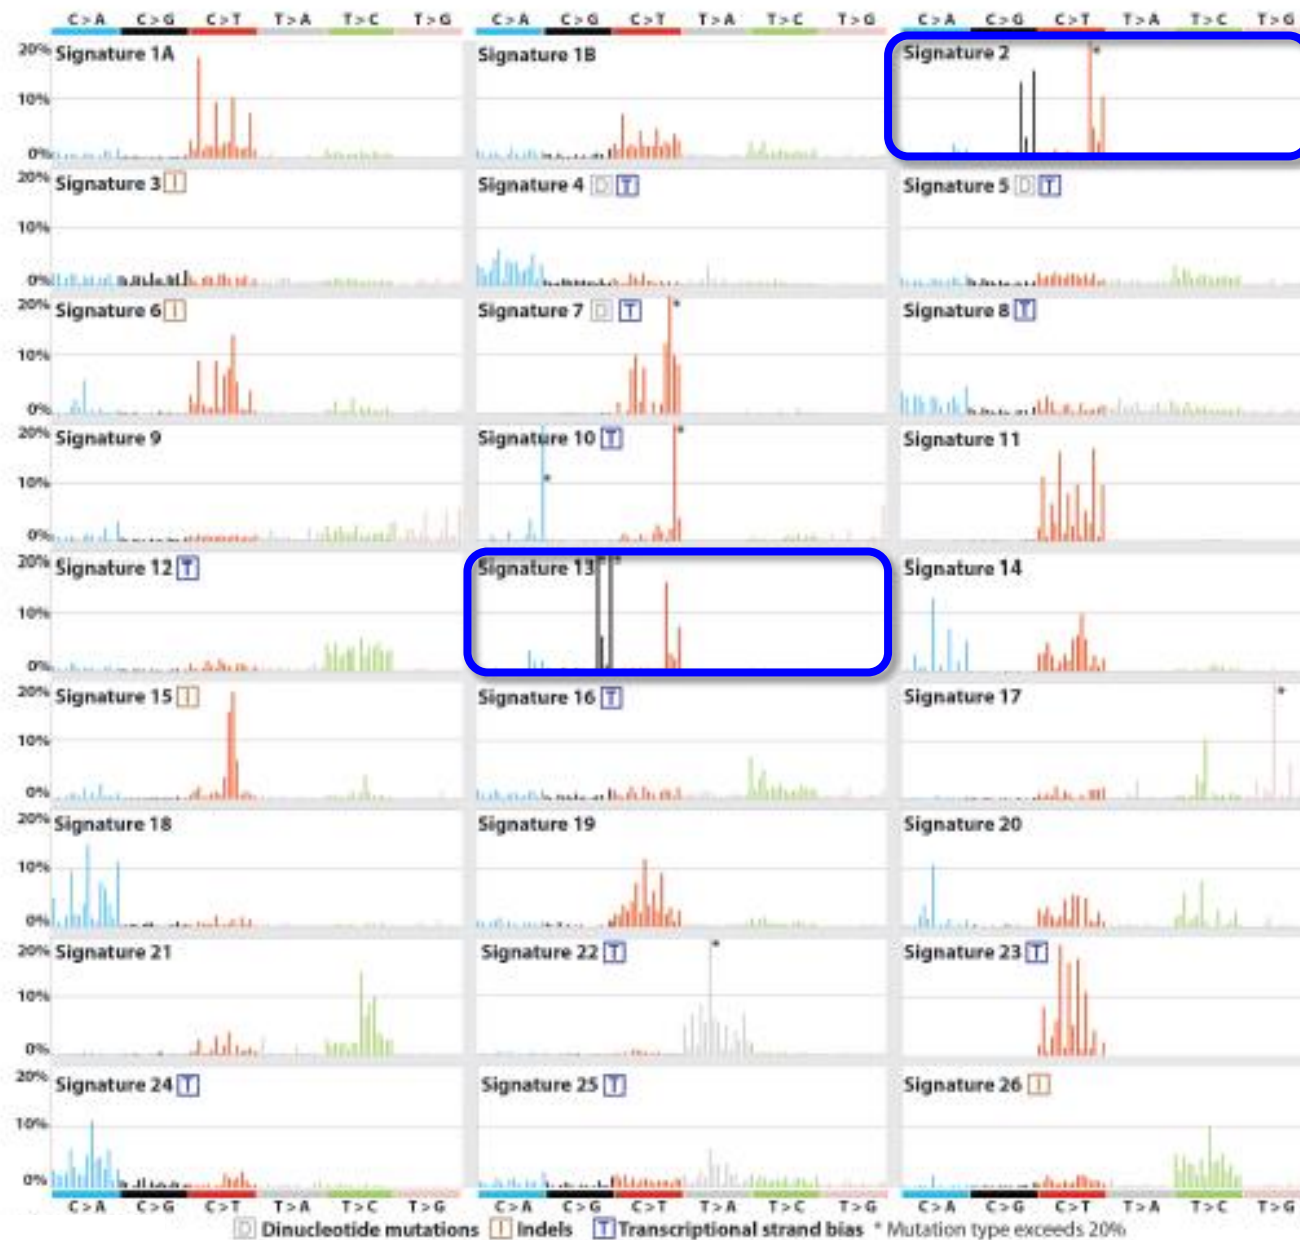 C > A C > G C > T T > A T > C T > G C > A C > G C > T T > A T > C T > G C > A C > G C > T T > A T > C T > G
20% Signature 1A Signature 1B Signature 2 *
10%
0%
20% Signature 3 I Signature 4 D T Signature 5 D T
10%
0%
20% Signature 6 I Signature 7 D T * Signature 8 T
10%
0%
20% Signature 9 Signature 10 T * Signature 11
10% *
0%
20% Signature 12 T Signature 13 * Signature 14
10%
0%
20% Signature 15 I Signature 16 T Signature 17 *
10%
0%
20% Signature 18 Signature 19 Signature 20
10%
0%
20% Signature 21 Signature 22 T * Signature 23 T
10%
0%
20% Signature 24 T Signature 25 T Signature 26 I
10%
0%
C > A C > G C > T T > A T > C T > G C > A C > G C > T T > A T > C T > G C > A C > G C > T T > A T > C T > G
D Dinucleotide mutations I Indels T Transcriptional strand bias * Mutation type exceeds 20%